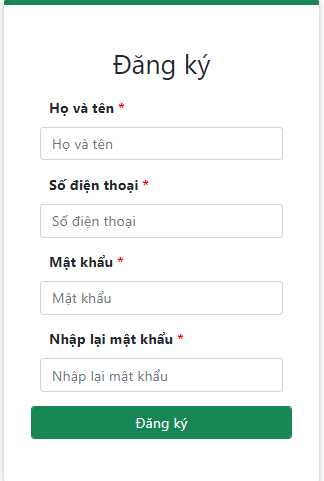 Đăng ký
Họ và tên *
Họ và tên
Số điện thoại *
Số điện thoại
Mật khẩu *
Mật khẩu
Nhập lại mật khẩu *
Nhập lại mật khẩu
Đăng ký